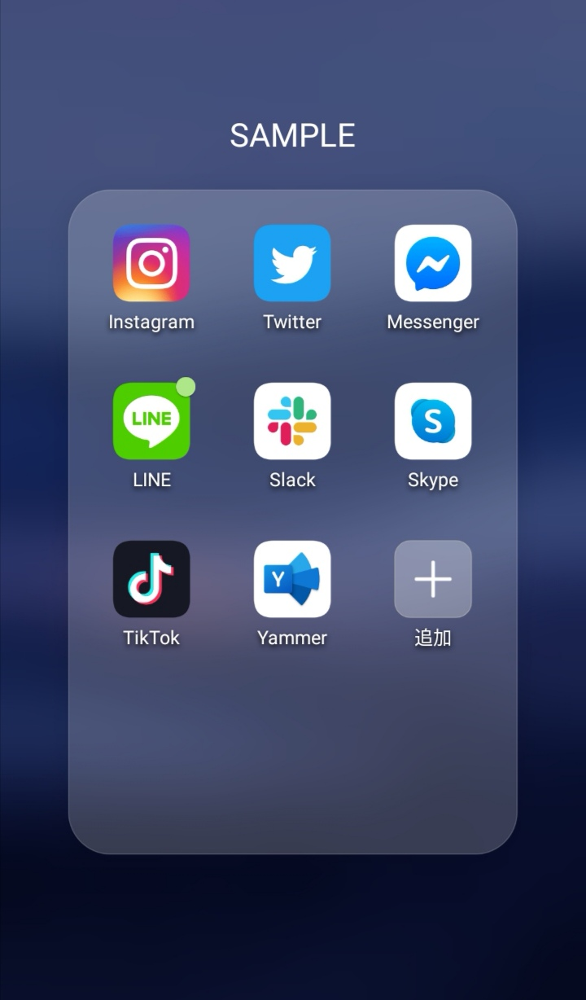 SAMPLE
Instagram
Twitter
Messenger
LINE
LINE
Slack
S
Skype
TikTok
Y
Yammer
追加